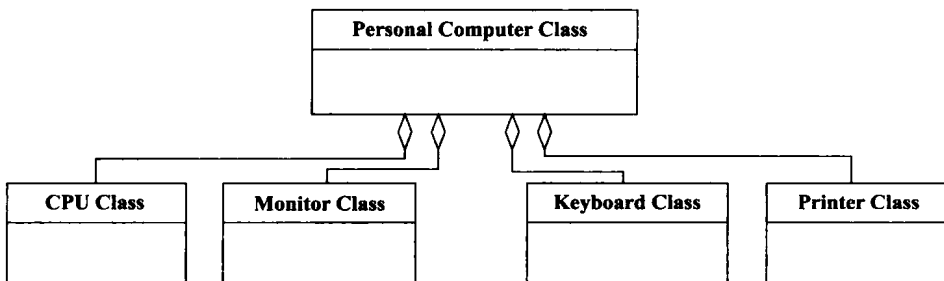 Personal Computer Class
CPU Class
Monitor Class
Keyboard Class
Printer Class